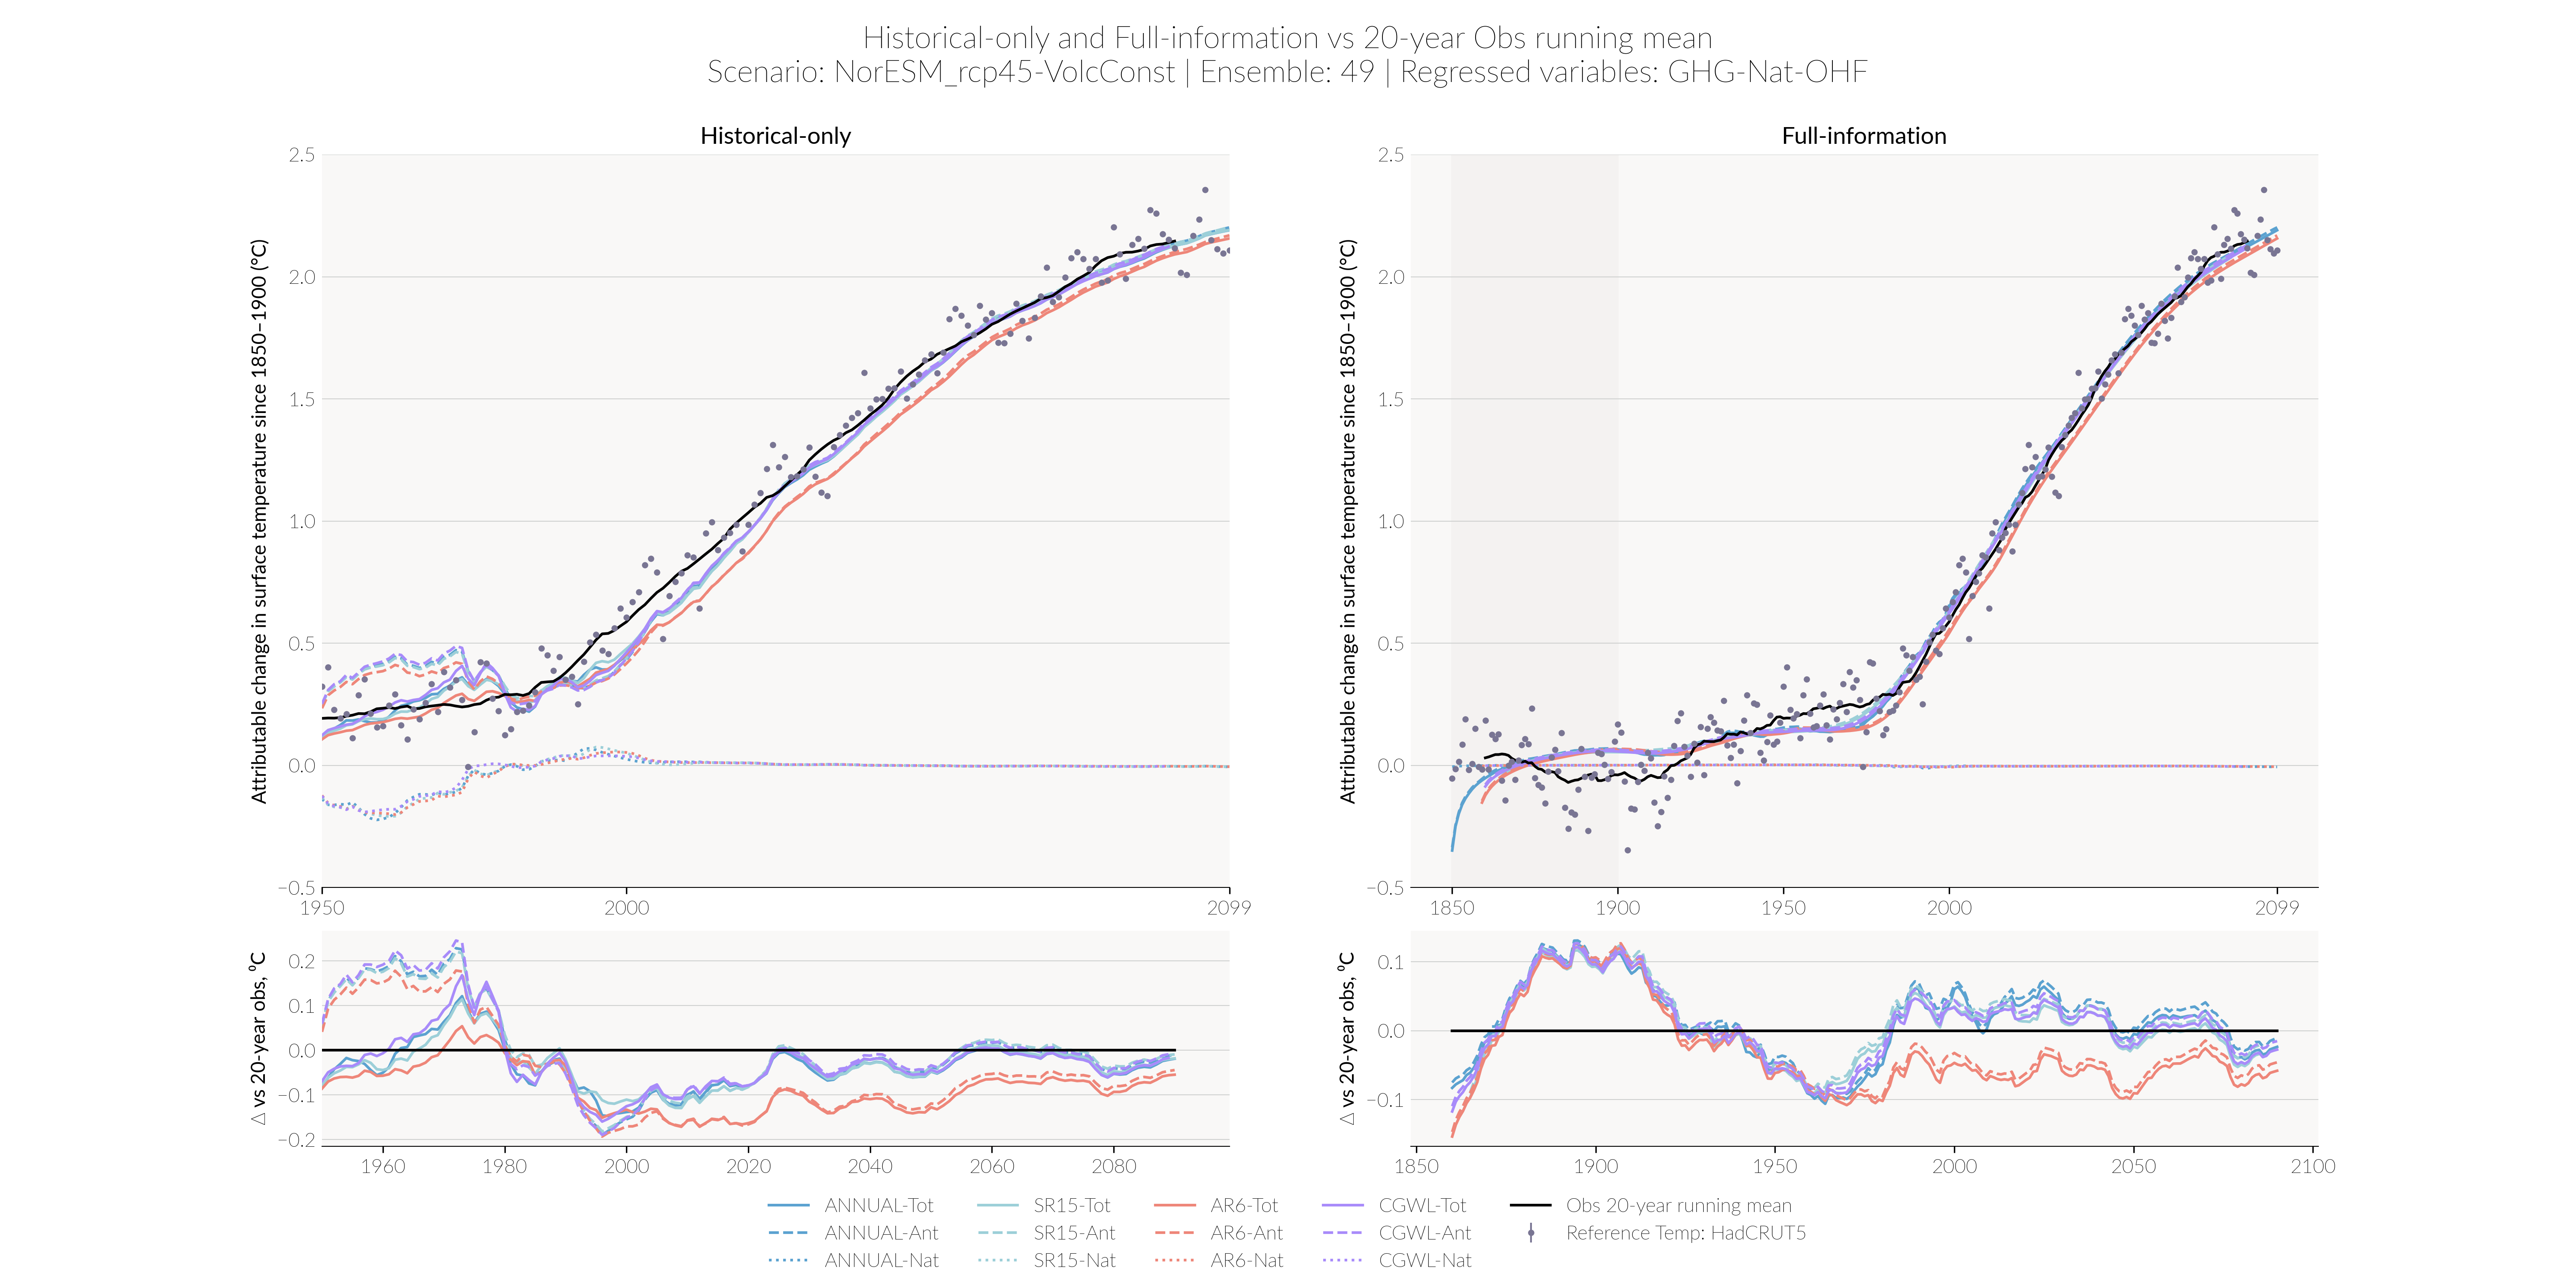 Historical-only and Full-information vs 20-year Obs running mean
Scenario: NorESM_rcp45-VolcConst | Ensemble: 49 | Regressed variables: GHG-Nat-OHF
Historical-only
Attributable change in surface temperature since 1850–1900 (°C)
2.5
2.0
1.5
1.0
0.5
0.0
−0.5
1950
2000
2099
Full-information
Attributable change in surface temperature since 1850–1900 (°C)
2.5
2.0
1.5
1.0
0.5
0.0
−0.5
1850
1900
1950
2000
2099
Δ vs 20-year obs, ⁰C
0.2
0.1
0.0
−0.1
−0.2
1960
1980
2000
2020
2040
2060
2080
Δ vs 20-year obs, ⁰C
0.1
0.0
−0.1
1850
1900
1950
2000
2050
2100
ANNUAL-Tot
ANNUAL-Ant
ANNUAL-Nat
SR15-Tot
SR15-Ant
SR15-Nat
AR6-Tot
AR6-Ant
AR6-Nat
CGWL-Tot
CGWL-Ant
CGWL-Nat
Obs 20-year running mean
Reference Temp: HadCRUT5